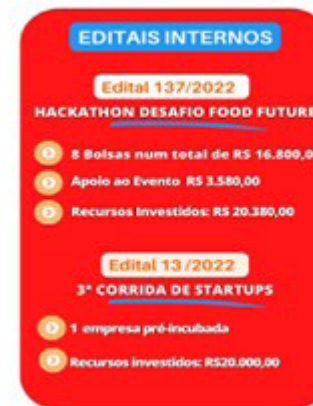 EDITAIS INTERNOS
Edital 137/2022
HACKATHON DESAFIO FOOD FUTURE
8 Bolsas num total de R$ 16.800,0
Apoio ao Evento R$ 3.580,00
Recursos Investidos: R$ 20.380,00
Edital 13/2022
3ª CORRIDA DE STARTUPS
1 empresa pré-incubada
Recursos investidos: R$20.000,00